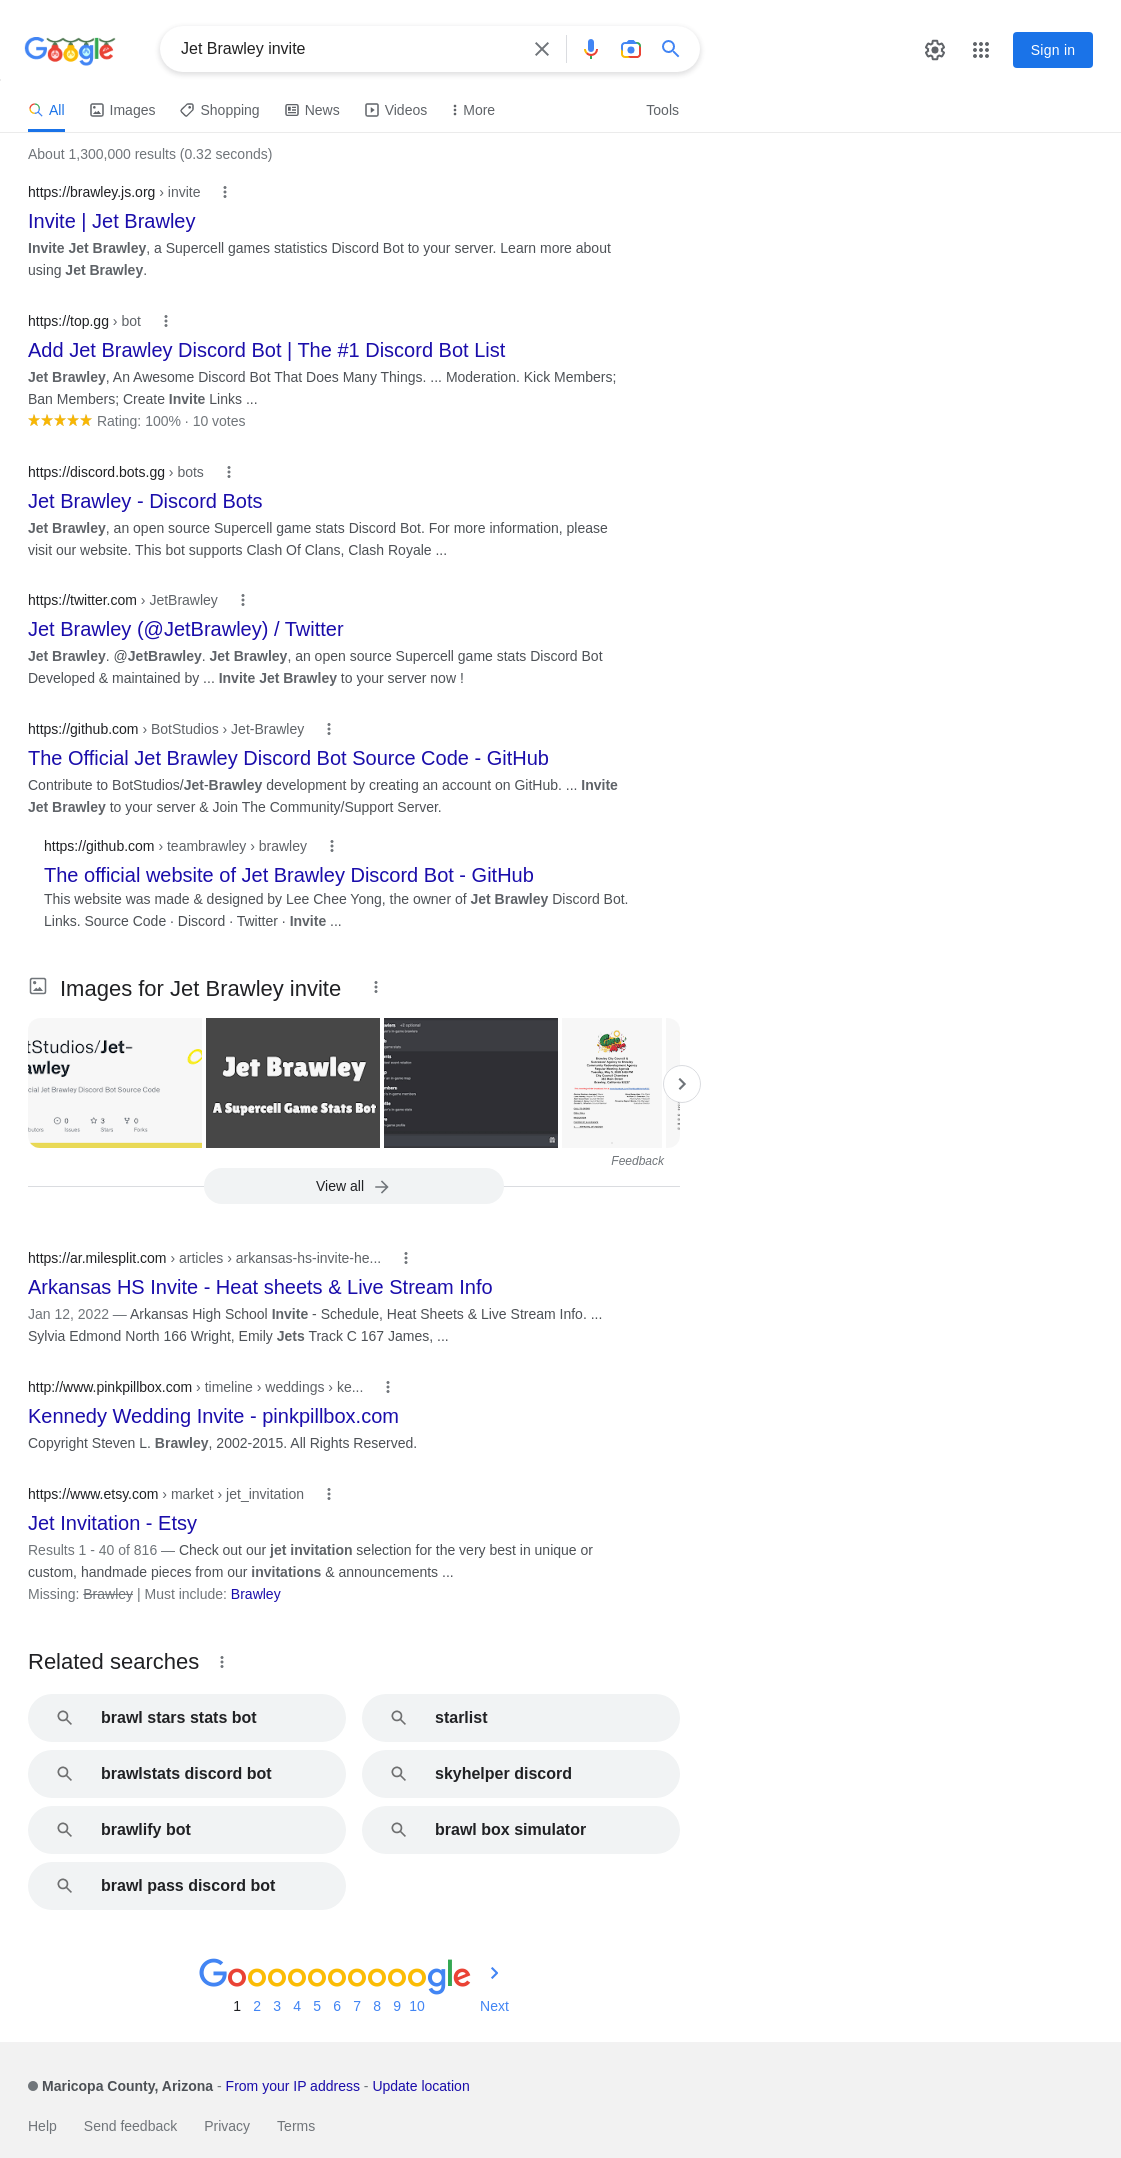 Google
Jet Brawley invite
Sign in
All
Images
Shopping
News
Videos
More
Tools
About 1,300,000 results (0.32 seconds)
https://brawley.js.org › invite
Invite | Jet Brawley
Invite Jet Brawley, a Supercell games statistics Discord Bot to your server. Learn more about
using Jet Brawley.
https://top.gg › bot
Add Jet Brawley Discord Bot | The #1 Discord Bot List
Jet Brawley, An Awesome Discord Bot That Does Many Things. ... Moderation. Kick Members;
Ban Members; Create Invite Links ...
Rating: 100% · 10 votes
https://discord.bots.gg › bots
Jet Brawley - Discord Bots
Jet Brawley, an open source Supercell game stats Discord Bot. For more information, please
visit our website. This bot supports Clash Of Clans, Clash Royale ...
https://twitter.com › JetBrawley
Jet Brawley (@JetBrawley) / Twitter
Jet Brawley. @JetBrawley. Jet Brawley, an open source Supercell game stats Discord Bot
Developed & maintained by ... Invite Jet Brawley to your server now !
https://github.com › BotStudios › Jet-Brawley
The Official Jet Brawley Discord Bot Source Code - GitHub
Contribute to BotStudios/Jet-Brawley development by creating an account on GitHub. ... Invite
Jet Brawley to your server & Join The Community/Support Server.
https://github.com › teambrawley › brawley
The official website of Jet Brawley Discord Bot - GitHub
This website was made & designed by Lee Chee Yong, the owner of Jet Brawley Discord Bot.
Links. Source Code · Discord · Twitter · Invite ...
Images for Jet Brawley invite
tStudios/Jet-
awley
cial Jet Brawley Discord Bot Source Code
0 3 0
Issues Stars Forks
Jet Brawley
A Supercell Game Stats Bot
Feedback
View all
https://ar.milesplit.com › articles › arkansas-hs-invite-he...
Arkansas HS Invite - Heat sheets & Live Stream Info
Jan 12, 2022 — Arkansas High School Invite - Schedule, Heat Sheets & Live Stream Info. ...
Sylvia Edmond North 166 Wright, Emily Jets Track C 167 James, ...
http://www.pinkpillbox.com › timeline › weddings › ke...
Kennedy Wedding Invite - pinkpillbox.com
Copyright Steven L. Brawley, 2002-2015. All Rights Reserved.
https://www.etsy.com › market › jet_invitation
Jet Invitation - Etsy
Results 1 - 40 of 816 — Check out our jet invitation selection for the very best in unique or
custom, handmade pieces from our invitations & announcements ...
Missing: Brawley | Must include: Brawley
Related searches
brawl stars stats bot
starlist
brawlstats discord bot
skyhelper discord
brawlify bot
brawl box simulator
brawl pass discord bot
Goooooooooogle
1 2 3 4 5 6 7 8 9 10 Next
Maricopa County, Arizona - From your IP address - Update location
Help Send feedback Privacy Terms